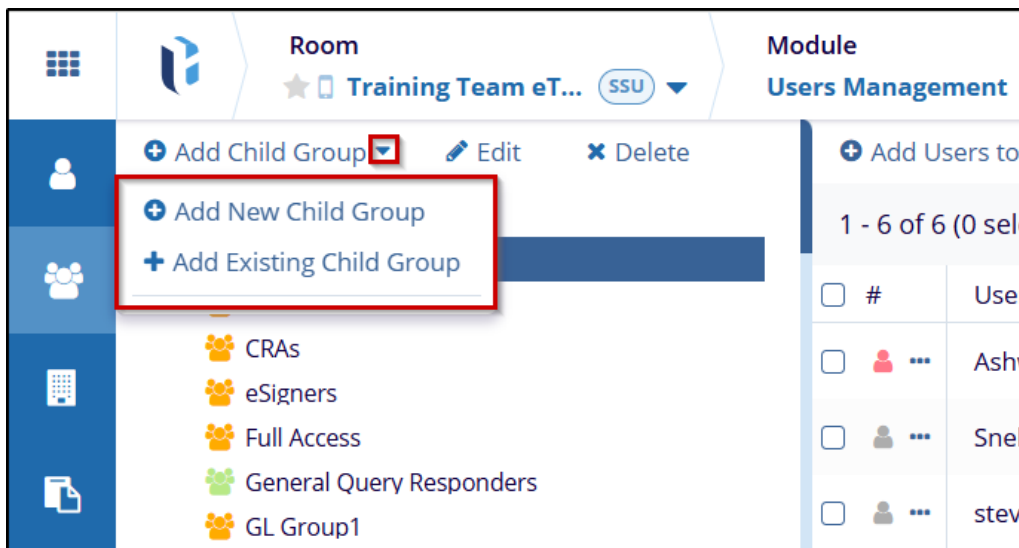 Room
Training Team eT... SSU
Module
Users Management
Add Child Group
Edit
Delete
Add New Child Group
Add Existing Child Group
CRAs
eSigners
Full Access
General Query Responders
GL Group1
Add Users to
1 - 6 of 6 (0 sel
#
Use
Ash
Snel
stev